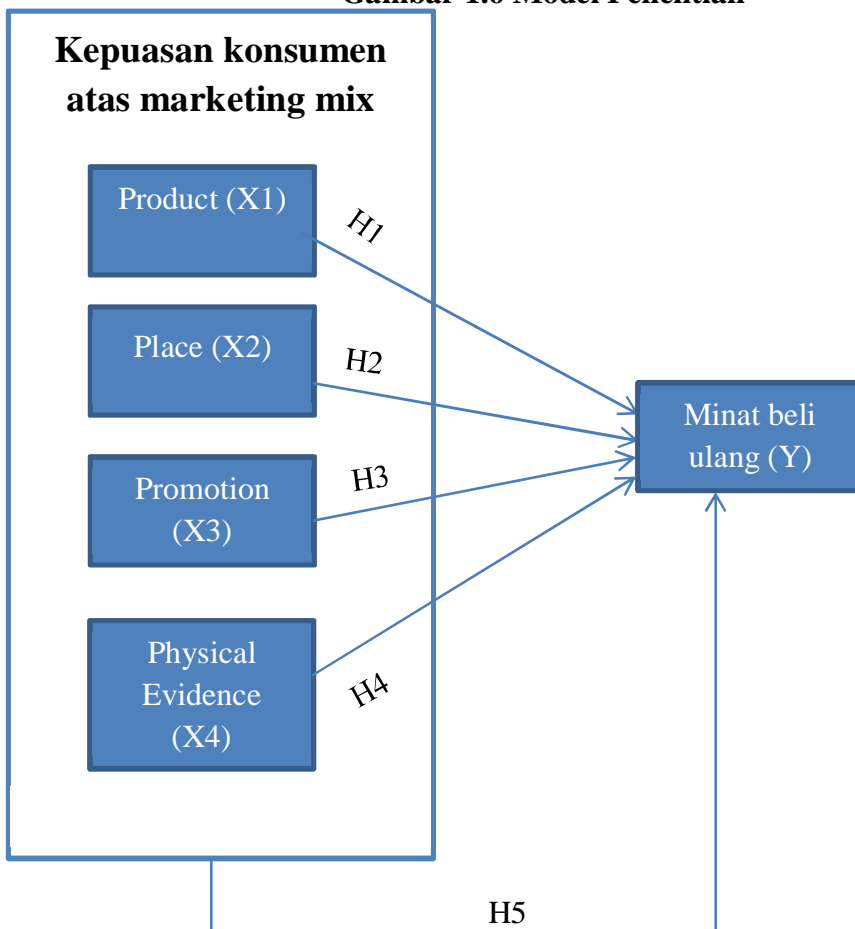 Kepuasan konsumen
atas marketing mix
Product (X1)
H1
Place (X2)
H2
Promotion
(X3)
H3
Physical
Evidence
(X4)
H4
Minat beli
ulang (Y)
H5